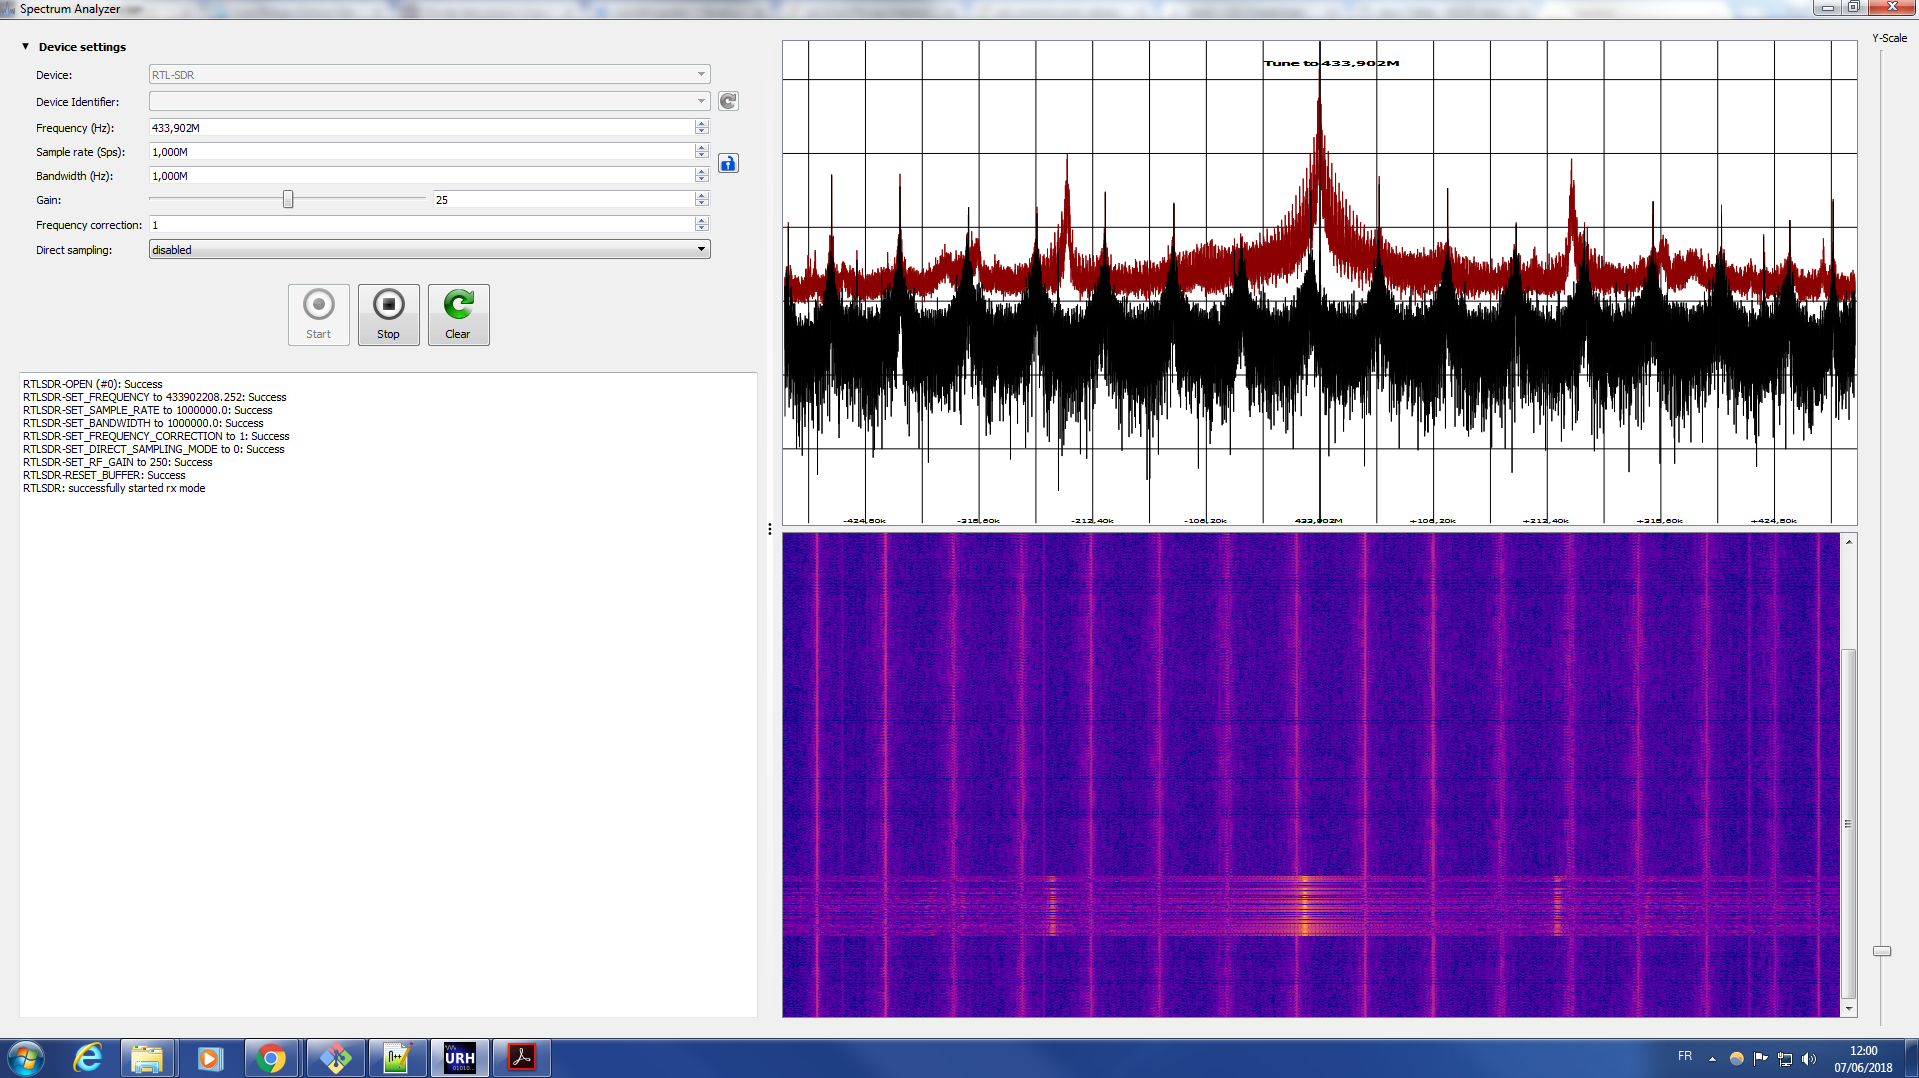 Spectrum Analyzer
Device settings
Device:
RTL-SDR
Device Identifier:
Frequency (Hz):
433,902M
Sample rate (Sps):
1,000M
Bandwidth (Hz):
1,000M
Gain:
25
Frequency correction:
1
Direct sampling:
disabled
Start
Stop
Clear
RTLSDR-OPEN (#0): Success
RTLSDR-SET_FREQUENCY to 433902208.252: Success
RTLSDR-SET_SAMPLE_RATE to 1000000.0: Success
RTLSDR-SET_BANDWIDTH to 1000000.0: Success
RTLSDR-SET_FREQUENCY_CORRECTION to 1: Success
RTLSDR-SET_DIRECT_SAMPLING_MODE to 0: Success
RTLSDR-SET_RF_GAIN to 250: Success
RTLSDR-RESET_BUFFER: Success
RTLSDR: successfully started rx mode
Y-Scale
Tune to 433,902M
-424,80k
-318,60k
-212,40k
-106,20k
433,902M
+106,20k
+212,40k
+318,60k
+424,80k
N++
URH
FR
12:00
07/06/2018